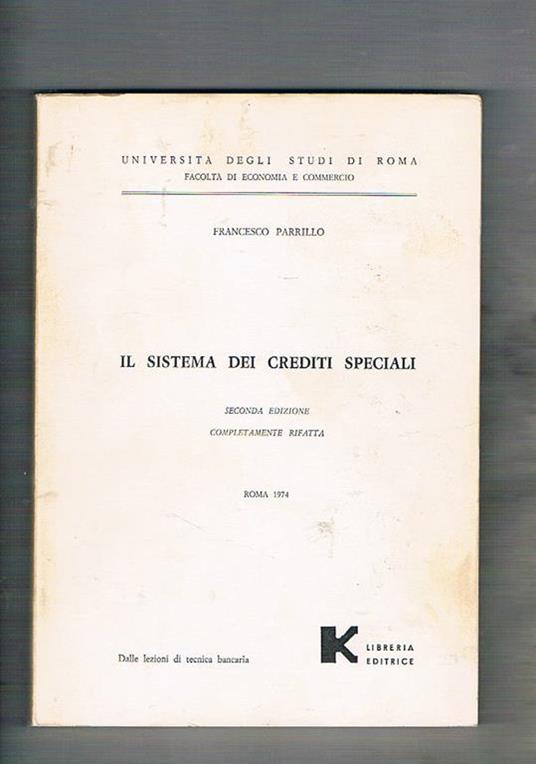 UNIVERSITÀ DEGLI STUDI DI ROMA
FACOLTÀ DI ECONOMIA E COMMERCIO
FRANCESCO PARRILLO
IL SISTEMA DEI CREDITI SPECIALI
SECONDA EDIZIONE
COMPLETAMENTE RIFATTA
ROMA 1974
Dalle lezioni di tecnica bancaria
K LIBRERIA
EDITRICE